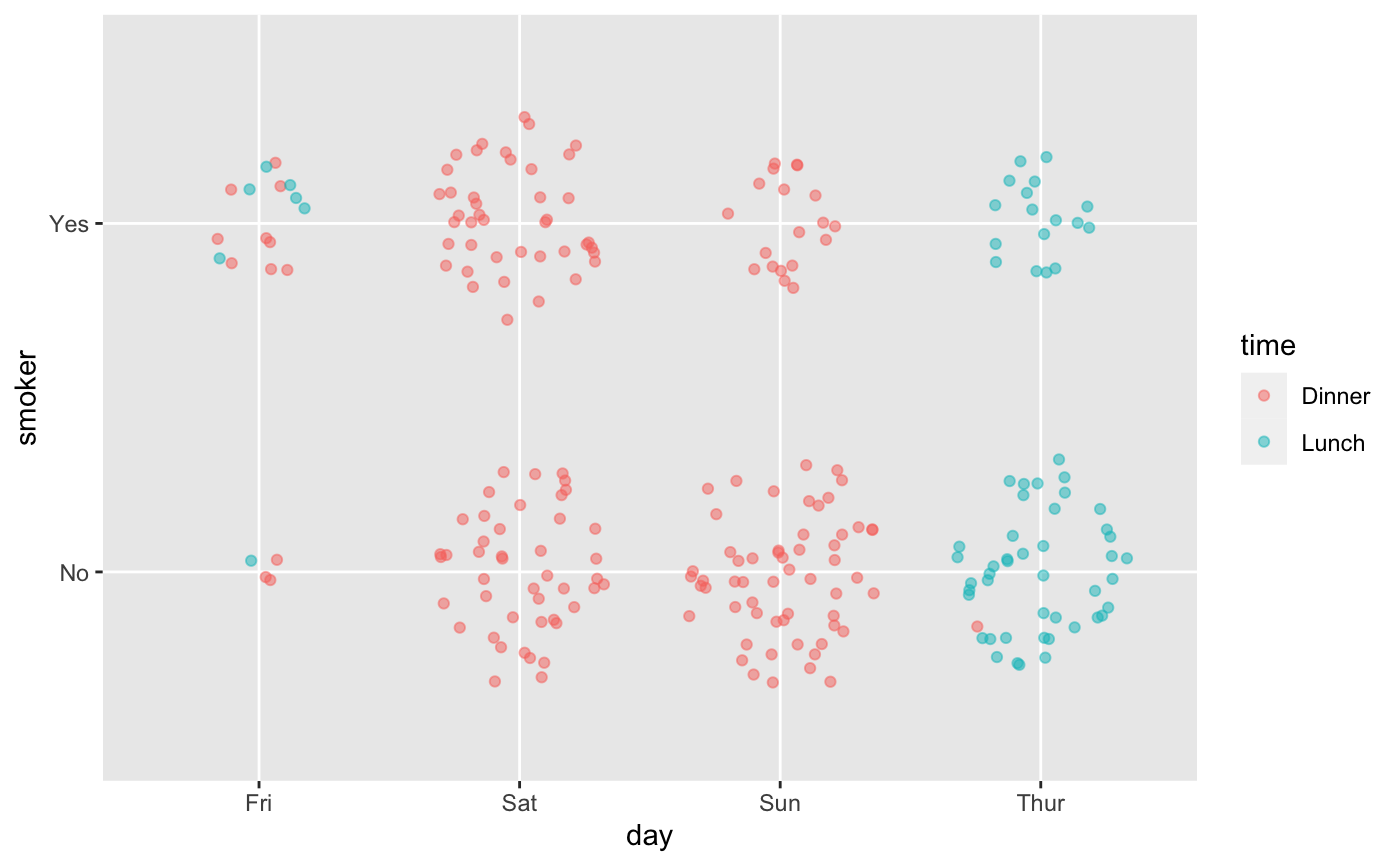 smoker
Yes
No
Fri
Sat
Sun
Thur
day
time
Dinner
Lunch